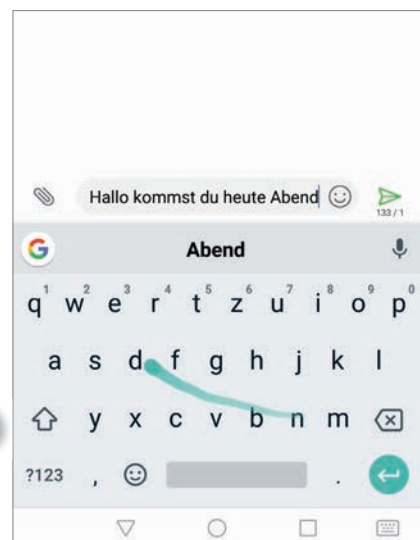 Hallo kommst du heute Abend
133 / 1
G
Abend
q1 w2 e3 r4 t5 z6 u7 i8 o9 p0
a s d f g h j k l
y x c v b n m
?123 , .